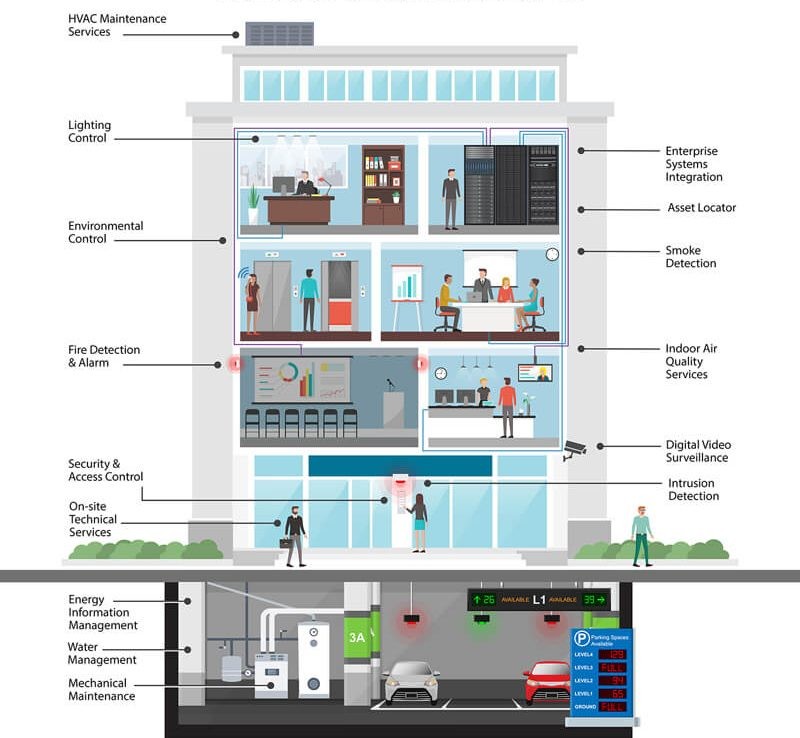 HVAC Maintenance
Services
Lighting
Control
Environmental
Control
Fire Detection
& Alarm
Security &
Access Control
On-site
Technical
Services
Energy
Information
Management
Water
Management
Mechanical
Maintenance
Enterprise
Systems
Integration
Asset Locator
Smoke
Detection
Indoor Air
Quality
Services
Digital Video
Surveillance
Intrusion
Detection
3A
26 AVAILABLE L1 AVAILABLE 39
P Parking Spaces
Available
LEVEL4 129
LEVEL3 FULL
LEVEL2 94
LEVEL1 65
GROUND FULL